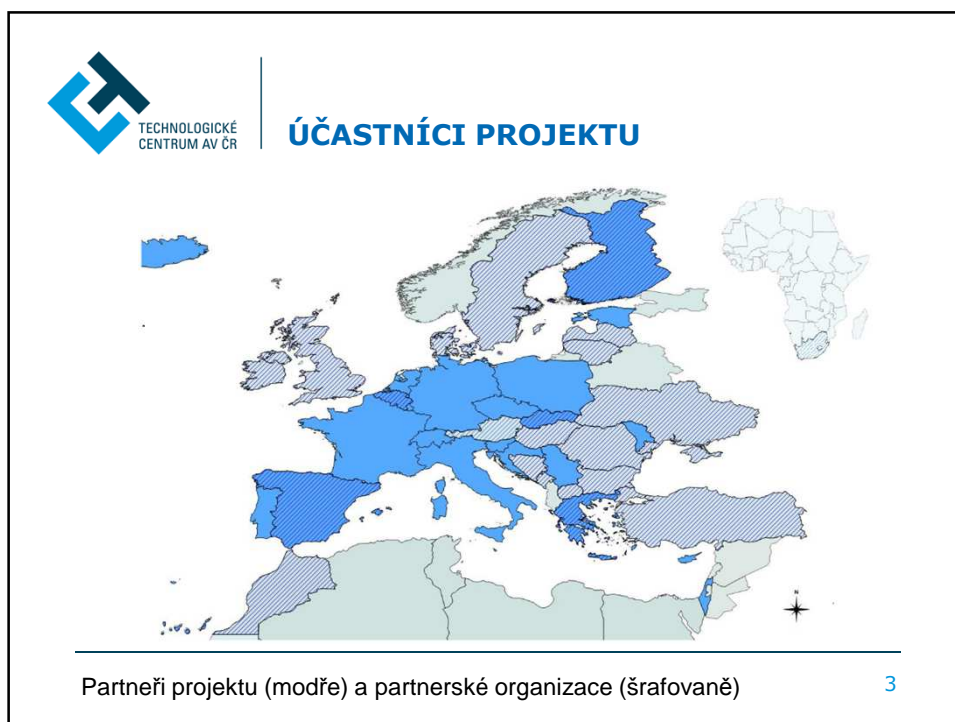 TECHNOLOGICKÉ
CENTRUM AV ČR
ÚČASTNÍCI PROJEKTU
N
Partneři projektu (modře) a partnerské organizace (šrafovaně)
3